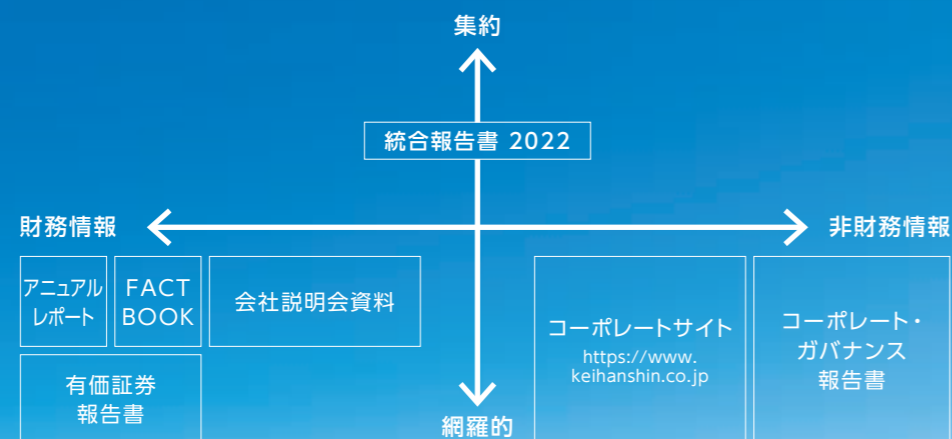 集約
統合報告書 2022
財務情報
非財務情報
アニュアル
レポート
FACT
BOOK
会社説明会資料
有価証券
報告書
コーポレートサイト
https://www.
keihanshin.co.jp
コーポレート・
ガバナンス
報告書
網羅的